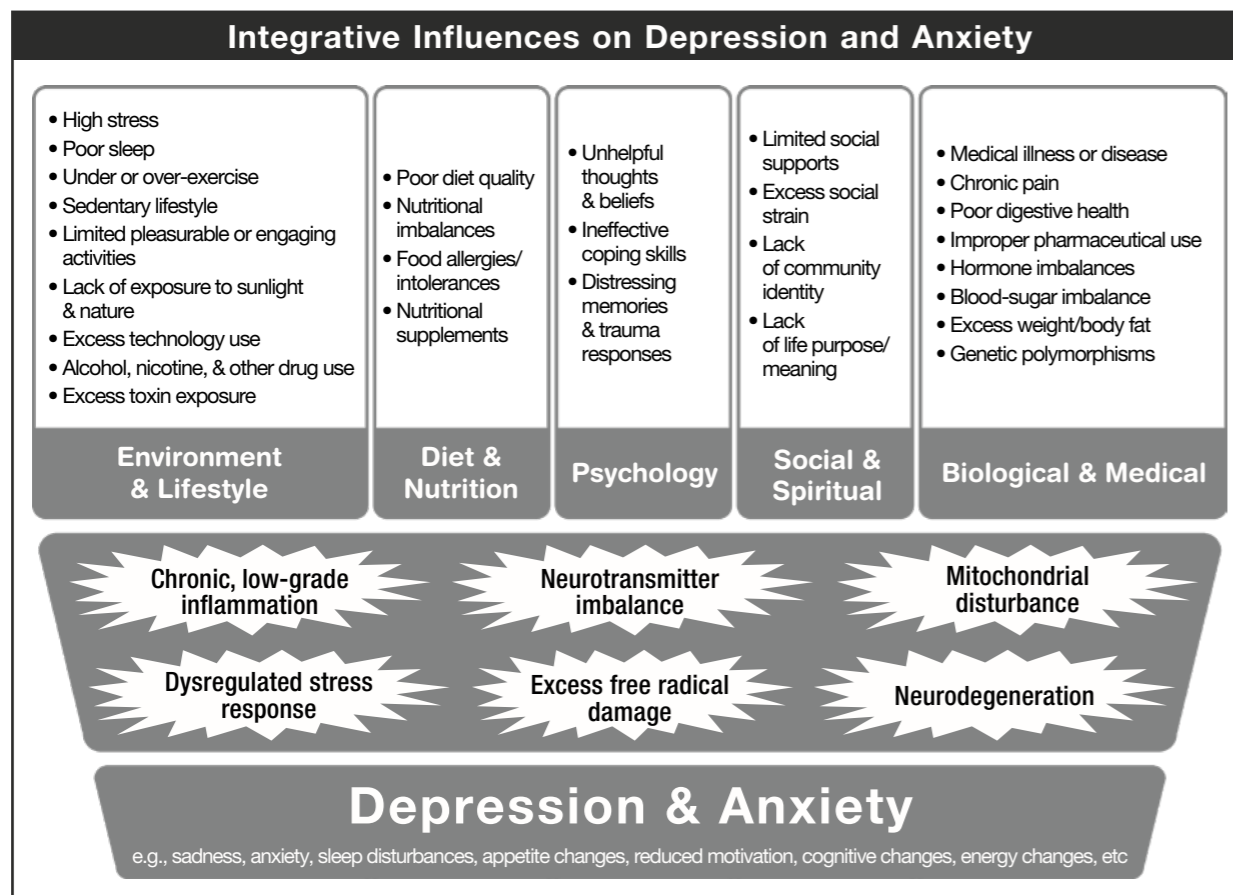 Integrative Influences on Depression and Anxiety
• High stress
• Poor sleep
• Under or over-exercise
• Sedentary lifestyle
• Limited pleasurable or engaging
activities
• Lack of exposure to sunlight
& nature
• Excess technology use
• Alcohol, nicotine, & other drug use
• Excess toxin exposure
Environment
& Lifestyle
• Poor diet quality
• Nutritional
imbalances
• Food allergies/
intolerances
• Nutritional
supplements
Diet &
Nutrition
• Unhelpful
thoughts
& beliefs
• Ineffective
coping skills
• Distressing
memories
& trauma
responses
Psychology
• Limited social
supports
• Excess social
strain
• Lack
of community
identity
• Lack
of life purpose/
meaning
Social &
Spiritual
• Medical illness or disease
• Chronic pain
• Poor digestive health
• Improper pharmaceutical use
• Hormone imbalances
• Blood-sugar imbalance
• Excess weight/body fat
• Genetic polymorphisms
Biological & Medical
Chronic, low-grade
inflammation
Neurotransmitter
imbalance
Mitochondrial
disturbance
Dysregulated stress
response
Excess free radical
damage
Neurodegeneration
Depression & Anxiety
e.g., sadness, anxiety, sleep disturbances, appetite changes, reduced motivation, cognitive changes, energy changes, etc